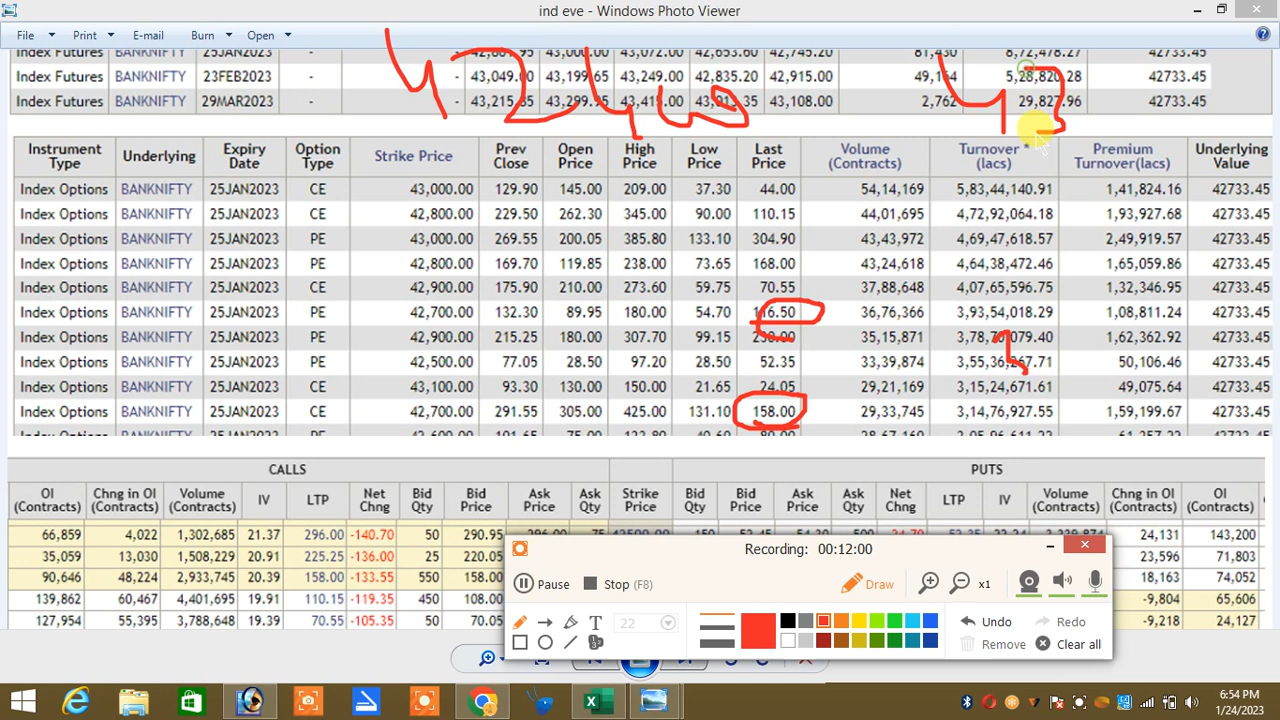 ind eve - Windows Photo Viewer
File Print E-mail Burn Open
Index Futures BANKNIFTY 25JAN2023 - - 43,072.00 42,653.60 42,745.20 81,430 8,72,478.27 42733.45
Index Futures BANKNIFTY 23FEB2023 - - 43,049.00 43,199.65 43,249.00 42,835.20 42,915.00 5,28,820.28 42733.45
Index Futures BANKNIFTY 29MAR2023 - - 43,299.95 43,108.00 2,762 29,827.96 42733.45
42400 43
Instrument Type Underlying Expiry Date Option Type Strike Price Prev Close Open Price High Price Low Price Last Price Volume (Contracts) Turnover * (lacs) Premium Turnover(lacs) Underlying Value
Index Options BANKNIFTY 25JAN2023 CE 43,000.00 129.90 145.00 209.00 37.30 44.00 54,14,169 5,83,44,140.91 1,41,824.16 42733.45
Index Options BANKNIFTY 25JAN2023 CE 42,800.00 229.50 262.30 345.00 90.00 110.15 44,01,695 4,72,92,064.18 1,93,927.68 42733.45
Index Options BANKNIFTY 25JAN2023 PE 43,000.00 269.55 200.05 385.80 133.10 304.90 43,43,972 4,69,47,618.57 2,49,919.57 42733.45
Index Options BANKNIFTY 25JAN2023 PE 42,800.00 169.70 119.85 238.00 73.65 168.00 43,24,618 4,64,38,472.46 1,65,059.86 42733.45
Index Options BANKNIFTY 25JAN2023 CE 42,900.00 175.90 210.00 273.60 59.75 70.55 37,88,648 4,07,65,596.75 1,32,346.95 42733.45
Index Options BANKNIFTY 25JAN2023 PE 42,700.00 132.30 89.95 180.00 54.70 116.50 36,76,366 3,93,54,018.29 1,08,811.24 42733.45
Index Options BANKNIFTY 25JAN2023 PE 42,900.00 215.25 180.00 307.70 99.15 35,15,871 1,62,362.92 42733.45
Index Options BANKNIFTY 25JAN2023 PE 42,500.00 77.05 28.50 97.20 28.50 52.35 33,39,874 50,106.46 42733.45
Index Options BANKNIFTY 25JAN2023 CE 43,100.00 93.30 130.00 150.00 21.65 24.05 29,21,169 3,15,24,671.61 49,075.64 42733.45
Index Options BANKNIFTY 25JAN2023 CE 42,700.00 291.55 305.00 425.00 131.10 158.00 29,33,745 3,14,76,927.55 1,59,199.67 42733.45
CALLS PUTS
OI (Contracts) Chng in OI (Contracts) Volume (Contracts) IV LTP Net Chng Bid Qty Bid Price Ask Price Ask Qty Strike Price Bid Qty Bid Price Ask Price Ask Qty Net Chng LTP IV Volume (Contracts) Chng in OI (Contracts) OI (Contracts)
66,859 4,022 1,302,685 21.37 296.00 -140.70 50 290.95 24,131 143,200
35,059 13,030 1,508,229 20.91 225.25 -136.00 25 220.05 23,596 71,803
90,646 48,224 2,933,745 20.39 158.00 -133.55 550 158.00 18,163 74,052
139,862 60,467 4,401,695 19.91 110.15 -119.35 450 108.00 -9,804 65,606
127,954 55,395 3,788,648 19.39 70.55 -105.35 50 70.05 -9,218 24,127
Recording: 00:12:00
Pause Stop (F8) Draw x1
T 22 Undo Redo
Remove Clear all
6:54 PM
1/24/2023